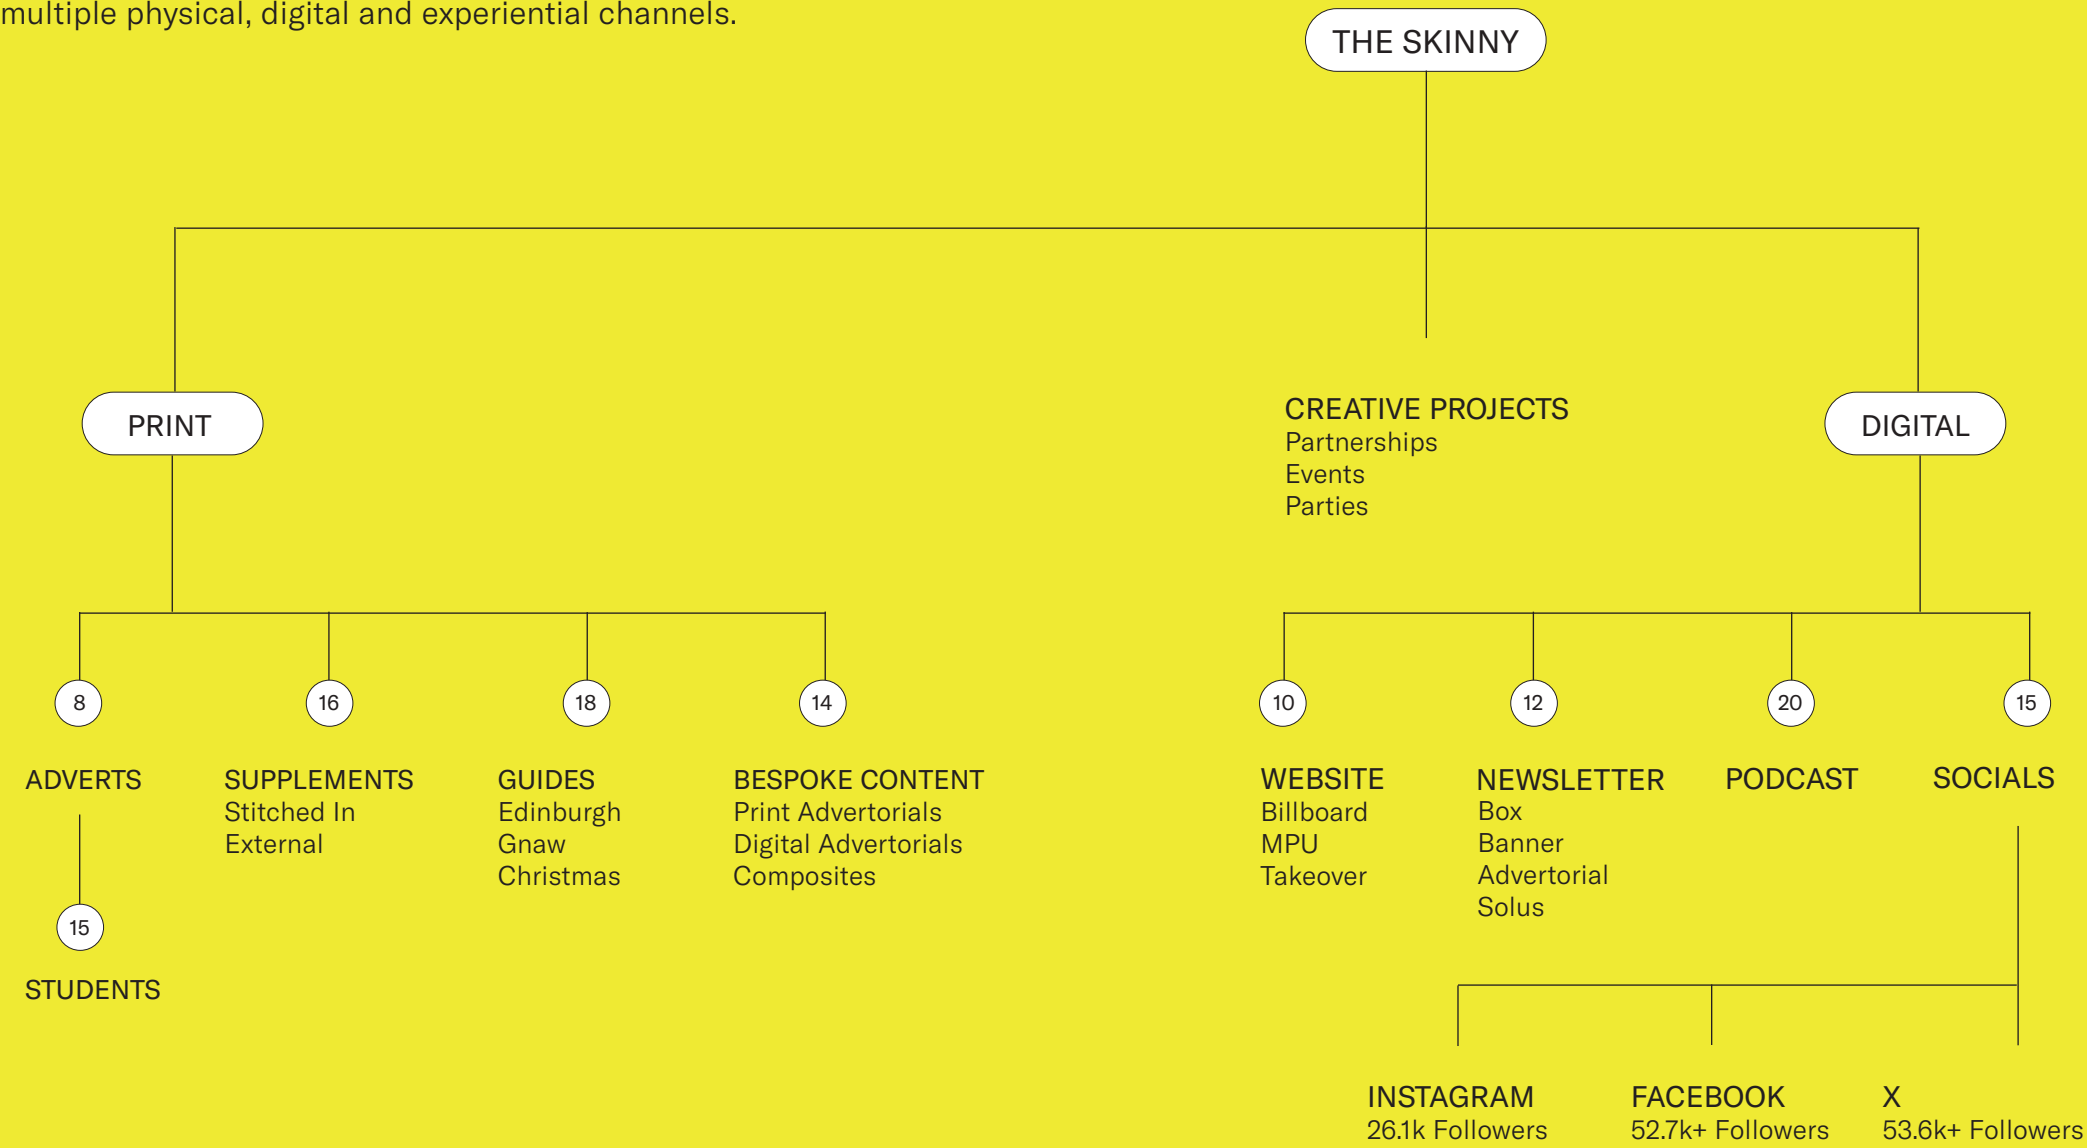 multiple physical, digital and experiential channels.
THE SKINNY
PRINT
CREATIVE PROJECTS
Partnerships
Events
Parties
DIGITAL
8
ADVERTS
15
STUDENTS
16
SUPPLEMENTS
Stitched In
External
18
GUIDES
Edinburgh
Gnaw
Christmas
14
BESPOKE CONTENT
Print Advertorials
Digital Advertorials
Composites
10
WEBSITE
Billboard
MPU
Takeover
12
NEWSLETTER
Box
Banner
Advertorial
Solus
20
PODCAST
15
SOCIALS
INSTAGRAM
26.1k Followers
FACEBOOK
52.7k+ Followers
X
53.6k+ Followers